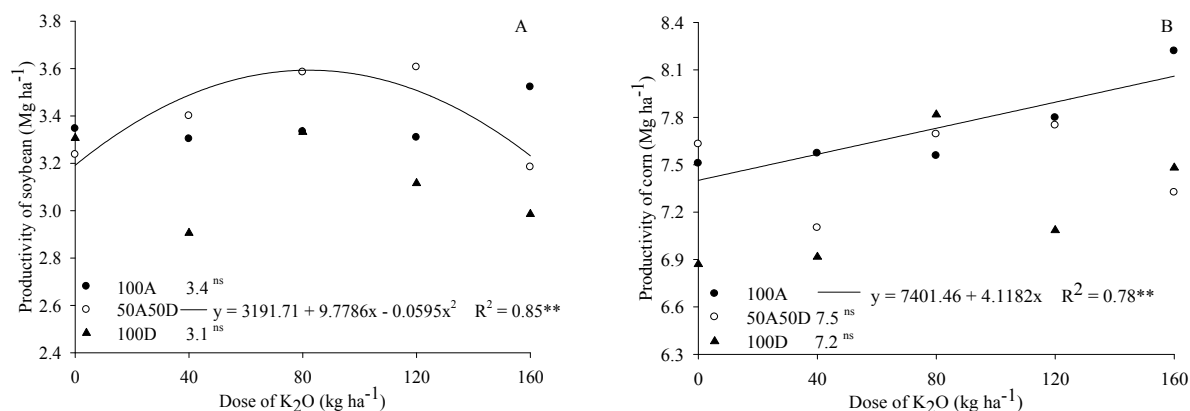 A
Productivity of soybean (Mg ha⁻¹)
3.9
3.6
3.4
3.2
2.9
2.6
2.4
100A 3.4 ns
50A50D y = 3191.71 + 9.7786x - 0.0595x² R² = 0.85**
100D 3.1 ns
0 40 80 120 160
Dose of K₂O (kg ha⁻¹)
B
Productivity of corn (Mg ha⁻¹)
8.4
8.1
7.8
7.5
7.2
6.9
6.6
6.3
100A y = 7401.46 + 4.1182x R² = 0.78**
50A50D 7.5 ns
100D 7.2 ns
0 40 80 120 160
Dose of K₂O (kg ha⁻¹)